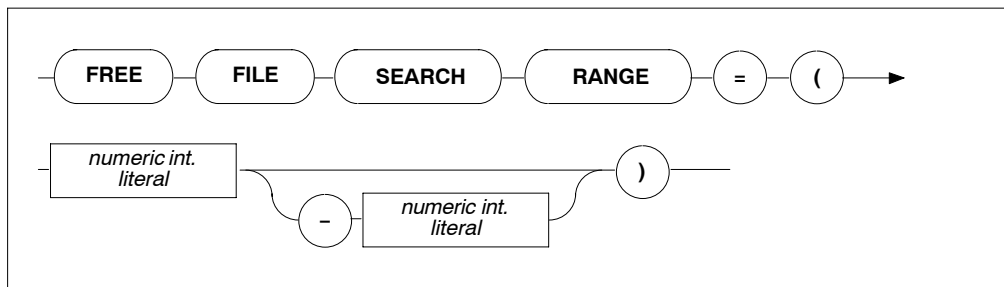 FREE FILE SEARCH RANGE = (
numeric int.
literal
)
– numeric int.
literal